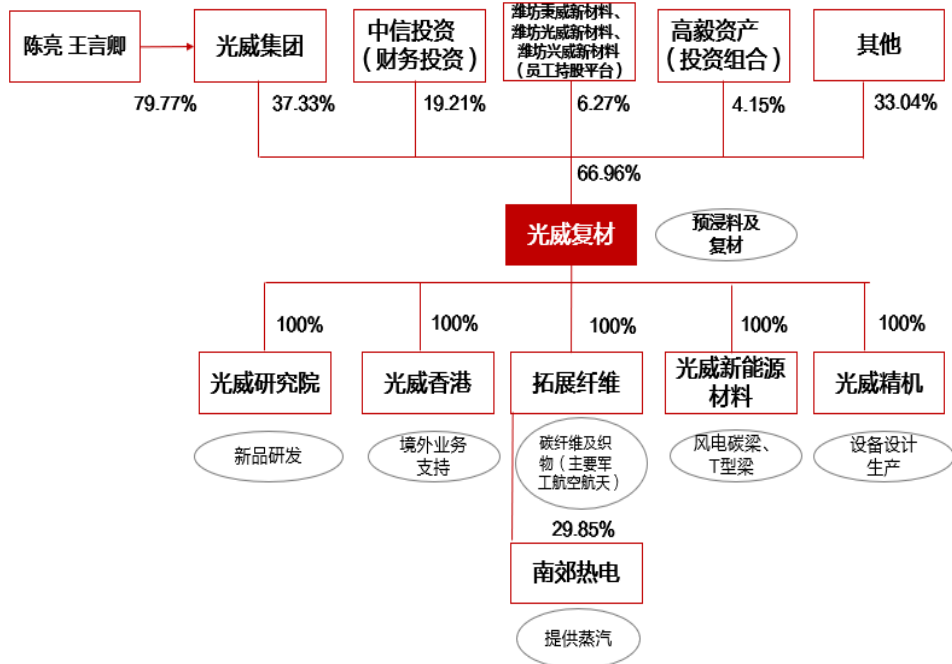 陈亮 王言卿
光威集团
中信投资
（财务投资）
潍坊秉威新材料、
潍坊光威新材料、
潍坊兴威新材料
（员工持股平台）
高毅资产
（投资组合）
其他
79.77%
37.33%
19.21%
6.27%
4.15%
33.04%
66.96%
光威复材
预浸料及
复材
100%
100%
100%
100%
100%
光威研究院
光威香港
拓展纤维
光威新能源
材料
光威精机
新品研发
境外业务
支持
碳纤维及织
物（主要军
工航空航天）
风电碳梁、
T型梁
设备设计
生产
29.85%
南郊热电
提供蒸汽